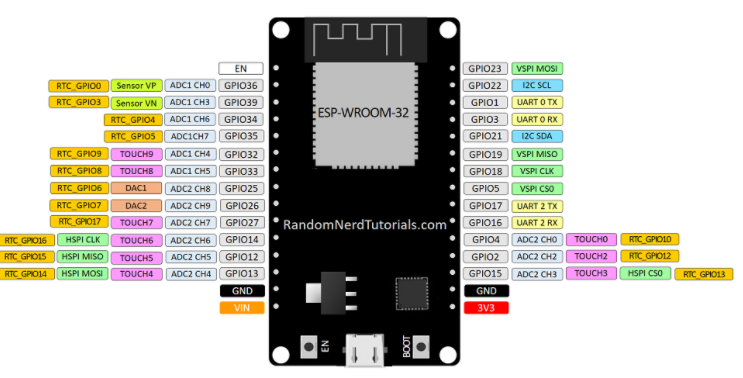 EN
RTC_GPIO0 Sensor VP ADC1 CH0 GPIO36
RTC_GPIO3 Sensor VN ADC1 CH3 GPIO39
RTC_GPIO4 ADC1 CH6 GPIO34
RTC_GPIO5 ADC1CH7 GPIO35
RTC_GPIO9 TOUCH9 ADC1 CH4 GPIO32
RTC_GPIO8 TOUCH8 ADC1 CH5 GPIO33
RTC_GPIO6 DAC1 ADC2 CH8 GPIO25
RTC_GPIO7 DAC2 ADC2 CH9 GPIO26
RTC_GPIO17 TOUCH7 ADC2 CH7 GPIO27
RTC_GPIO16 HSPI CLK TOUCH6 ADC2 CH6 GPIO14
RTC_GPIO15 HSPI MISO TOUCH5 ADC2 CH5 GPIO12
RTC_GPIO14 HSPI MOSI TOUCH4 ADC2 CH4 GPIO13
GND
VIN
ESP-WROOM-32
RandomNerdTutorials.com
EN
BOOT
GPIO23 VSPI MOSI
GPIO22 I2C SCL
GPIO1 UART 0 TX
GPIO3 UART 0 RX
GPIO21 I2C SDA
GPIO19 VSPI MISO
GPIO18 VSPI CLK
GPIO5 VSPI CS0
GPIO17 UART 2 TX
GPIO16 UART 2 RX
GPIO4 ADC2 CH0 TOUCH0 RTC_GPIO10
GPIO2 ADC2 CH2 TOUCH2 RTC_GPIO12
GPIO15 ADC2 CH3 TOUCH3 HSPI CS0 RTC_GPIO13
GND
3V3